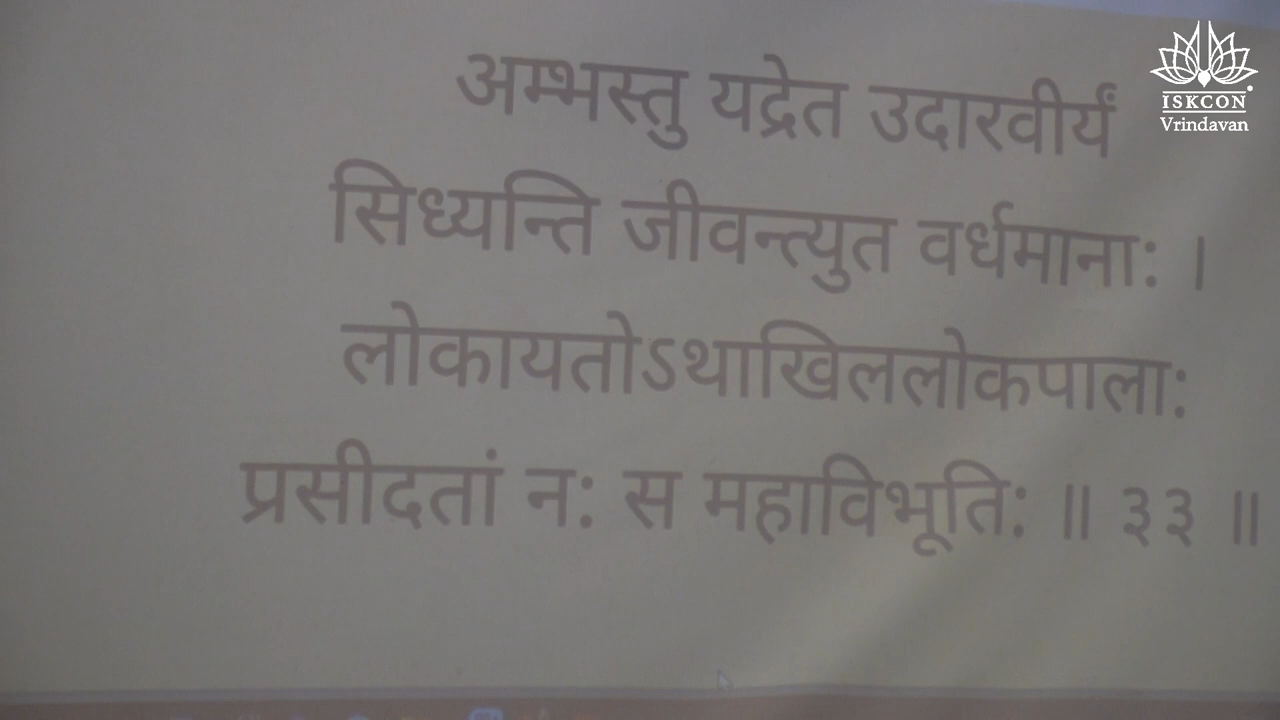 अम्भस्तु यद्रेत उदारवीर्यं
सिध्यन्ति जीवन्त्युत वर्धमानाः ।
लोकायतोऽथाखिललोकपालाः
प्रसीदतां नः स महाविभूतिः ॥ ३३ ॥
ISKCON
Vrindavan